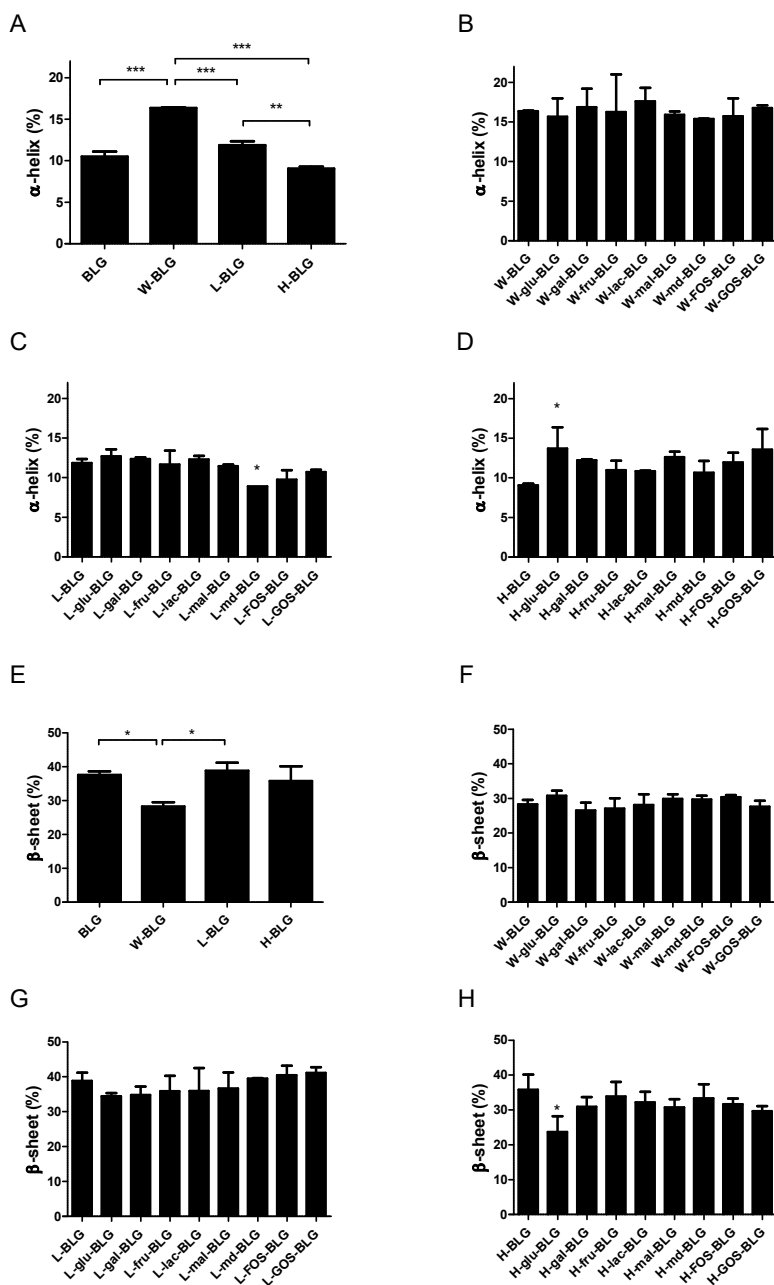 A
α-helix (%)
20
15
10
5
0
***
***
***
**
BLG
W-BLG
L-BLG
H-BLG
B
α-helix (%)
20
15
10
5
0
W-BLG
W-glu-BLG
W-gal-BLG
W-fru-BLG
W-lac-BLG
W-mal-BLG
W-md-BLG
W-FOS-BLG
W-GOS-BLG
C
α-helix (%)
20
15
10
5
0
*
L-BLG
L-glu-BLG
L-gal-BLG
L-fru-BLG
L-lac-BLG
L-mal-BLG
L-md-BLG
L-FOS-BLG
L-GOS-BLG
D
α-helix (%)
20
15
10
5
0
*
H-BLG
H-glu-BLG
H-gal-BLG
H-fru-BLG
H-lac-BLG
H-mal-BLG
H-md-BLG
H-FOS-BLG
H-GOS-BLG
E
β-sheet (%)
50
40
30
20
10
0
*
*
BLG
W-BLG
L-BLG
H-BLG
F
β-sheet (%)
50
40
30
20
10
0
W-BLG
W-glu-BLG
W-gal-BLG
W-fru-BLG
W-lac-BLG
W-mal-BLG
W-md-BLG
W-FOS-BLG
W-GOS-BLG
G
β-sheet (%)
50
40
30
20
10
0
L-BLG
L-glu-BLG
L-gal-BLG
L-fru-BLG
L-lac-BLG
L-mal-BLG
L-md-BLG
L-FOS-BLG
L-GOS-BLG
H
β-sheet (%)
50
40
30
20
10
0
*
H-BLG
H-glu-BLG
H-gal-BLG
H-fru-BLG
H-lac-BLG
H-mal-BLG
H-md-BLG
H-FOS-BLG
H-GOS-BLG